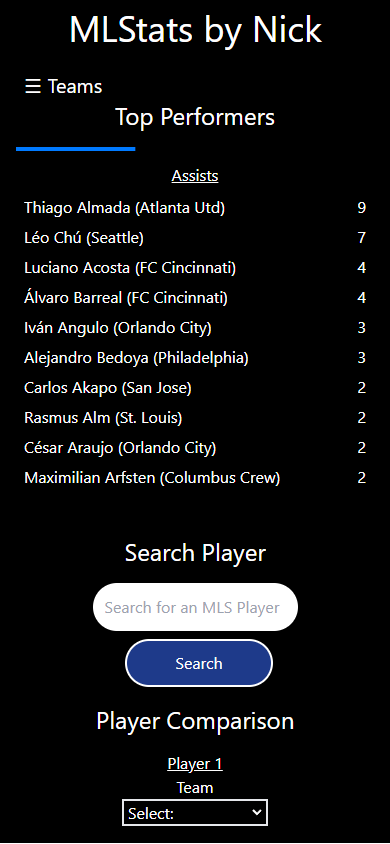 MLStats by Nick
☰ Teams
Top Performers
Assists
Thiago Almada (Atlanta Utd) 9
Léo Chú (Seattle) 7
Luciano Acosta (FC Cincinnati) 4
Álvaro Barreal (FC Cincinnati) 4
Iván Angulo (Orlando City) 3
Alejandro Bedoya (Philadelphia) 3
Carlos Akapo (San Jose) 2
Rasmus Alm (St. Louis) 2
César Araujo (Orlando City) 2
Maximilian Arfsten (Columbus Crew) 2
Search Player
Search for an MLS Player
Search
Player Comparison
Player 1
Team
Select: